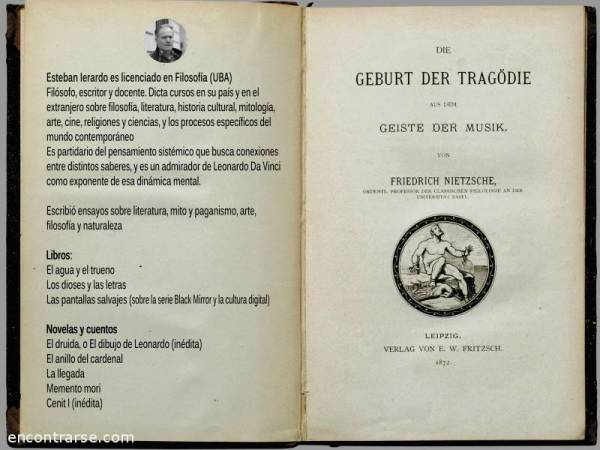 Esteban Ierardo es licenciado en Filosofía (UBA)
Filósofo, escritor y docente. Dicta cursos en su país y en el
extranjero sobre filosofía, literatura, historia cultural, mitología,
arte, cine, religiones y ciencias, y los procesos específicos del
mundo contemporáneo
Es partidario del pensamiento sistémico que busca conexiones
entre distintos saberes, y es un admirador de Leonardo Da Vinci
como exponente de esa dinámica mental.
Escribió ensayos sobre literatura, mito y paganismo, arte,
filosofía y naturaleza
Libros:
El agua y el trueno
Los dioses y las letras
Las pantallas salvajes (sobre la serie Black Mirror y la cultura digital)
Novelas y cuentos
El druida, o El dibujo de Leonardo (inédita)
El anillo del cardenal
La llegada
Memento mori
Cenit I (inédita)
encontrarse.com
DIE
GEBURT DER TRAGÖDIE
AUS DEM
GEISTE DER MUSIK.
VON
FRIEDRICH NIETZSCHE,
ORDENTL. PROFESSOR DER CLASSISCHEN PHILOLOGIE AN DER
UNIVERSITÄT BASEL.
LEIPZIG.
VERLAG VON E. W. FRITZSCH.
1872.